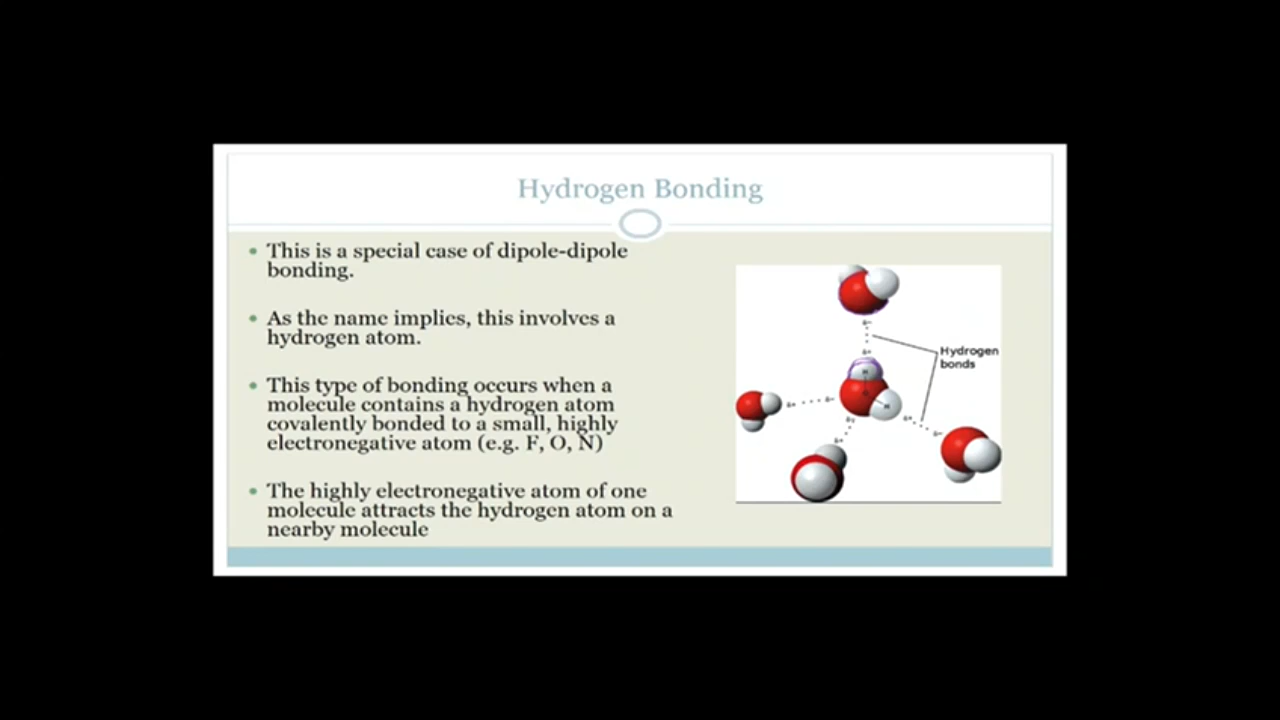 Hydrogen Bonding
• This is a special case of dipole-dipole
bonding.
• As the name implies, this involves a
hydrogen atom.
• This type of bonding occurs when a
molecule contains a hydrogen atom
covalently bonded to a small, highly
electronegative atom (e.g. F, O, N)
• The highly electronegative atom of one
molecule attracts the hydrogen atom on a
nearby molecule
δ−
δ+
Hydrogen
bonds
H
δ+
δ−
H
δ+
δ−
δ+